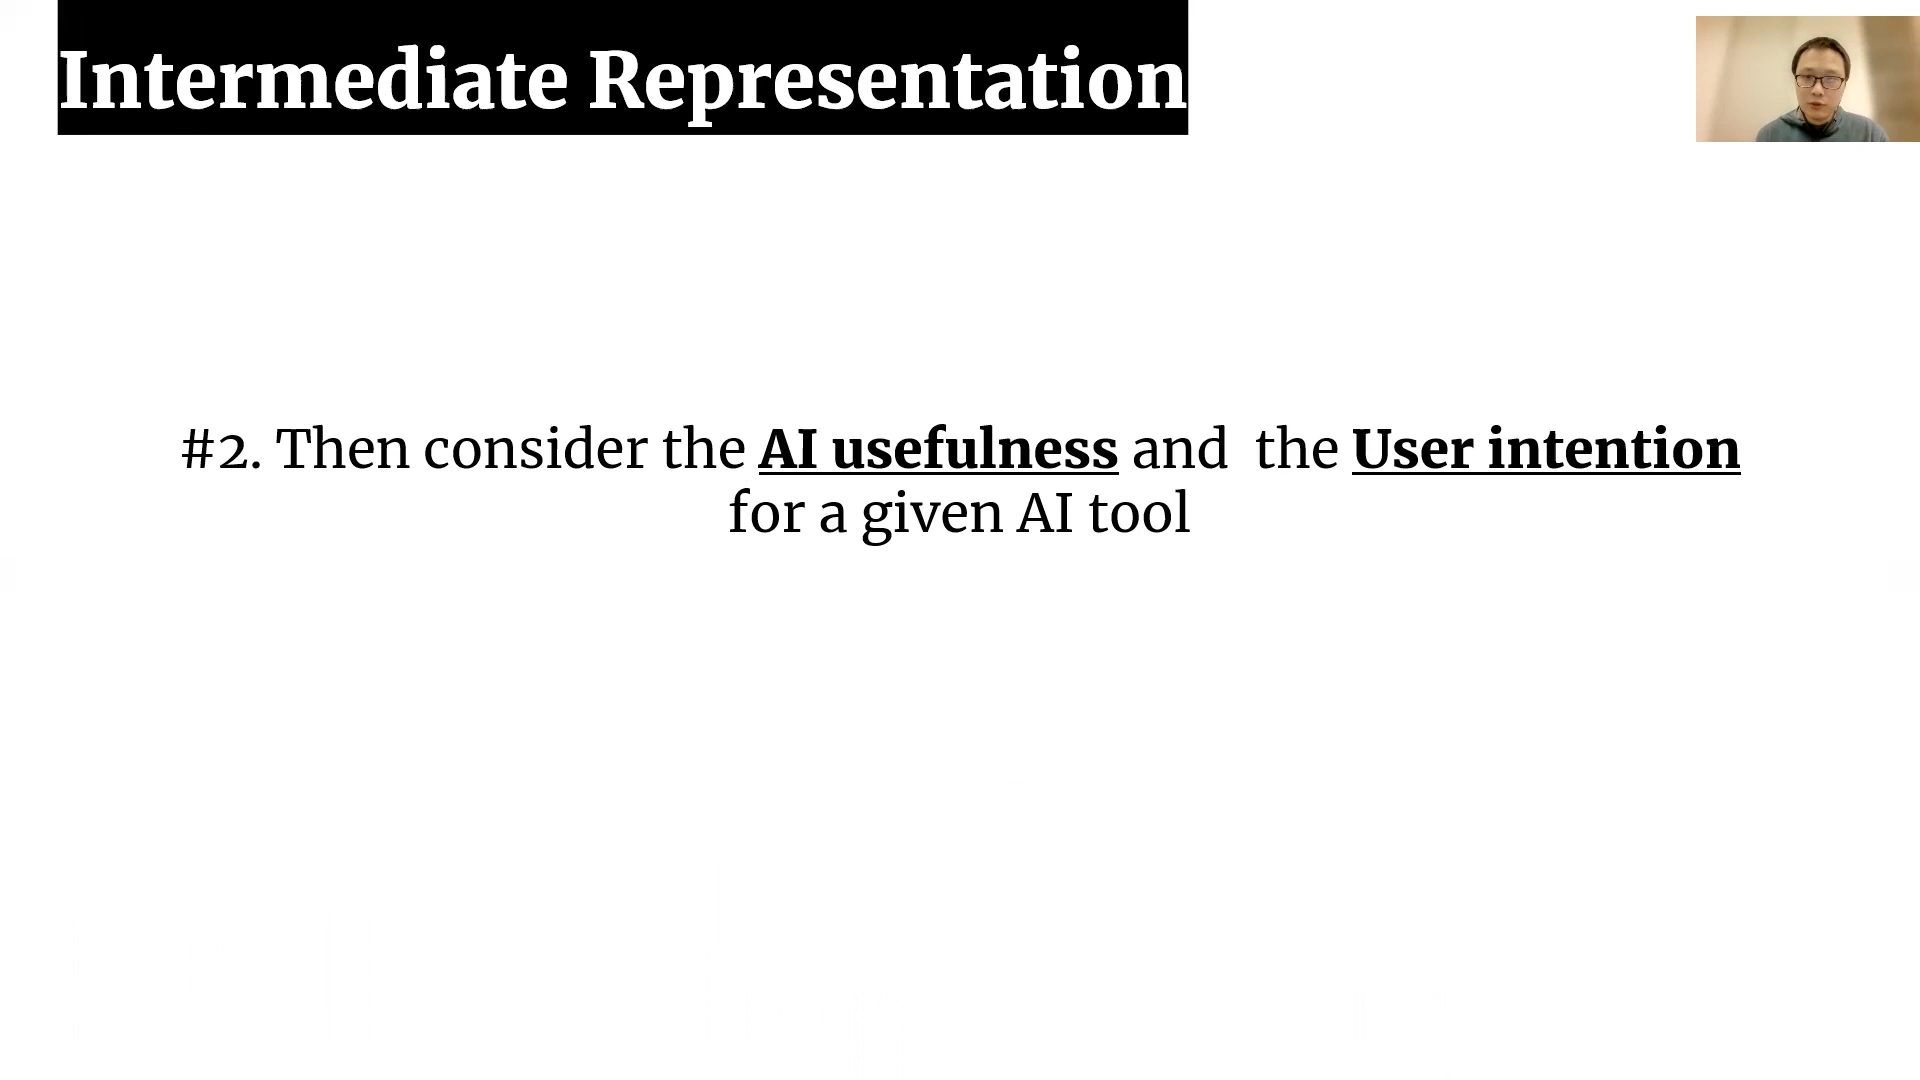 Intermediate Representation
#2. Then consider the AI usefulness and the User intention
for a given AI tool